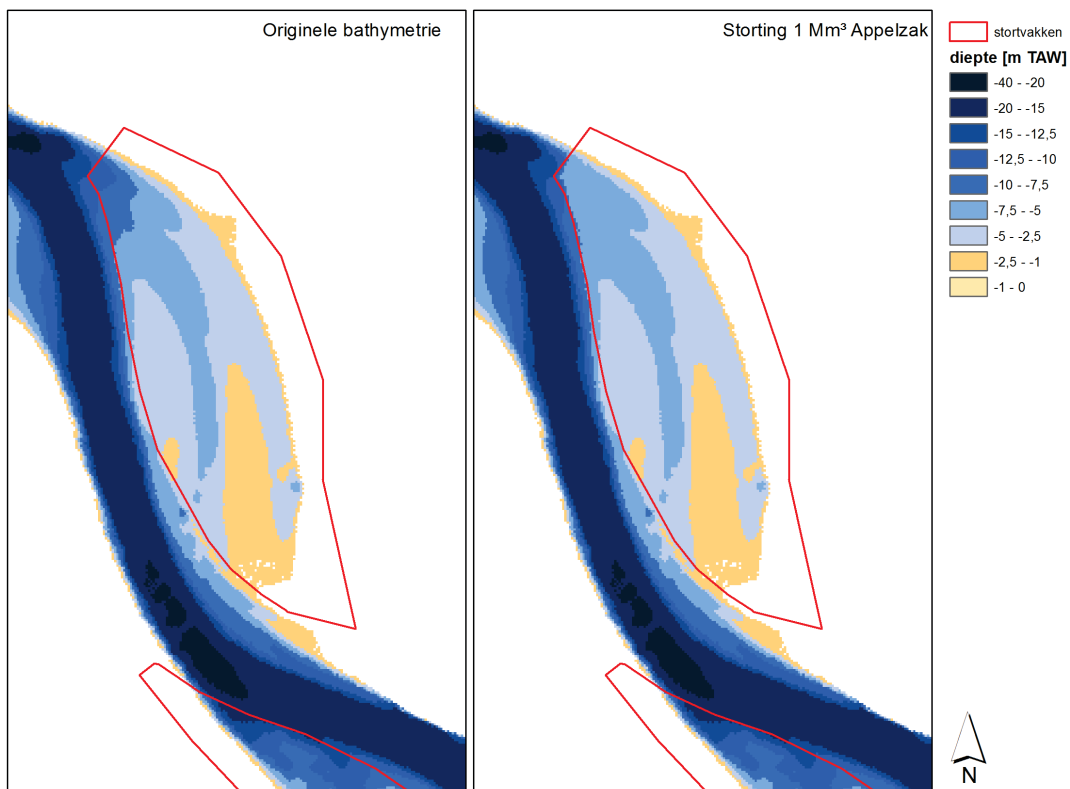 Originele bathymetrie
Storting 1 Mm³ Appelzak
stortvakken
diepte [m TAW]
-40 - -20
-20 - -15
-15 - -12,5
-12,5 - -10
-10 - -7,5
-7,5 - -5
-5 - -2,5
-2,5 - -1
-1 - 0
N